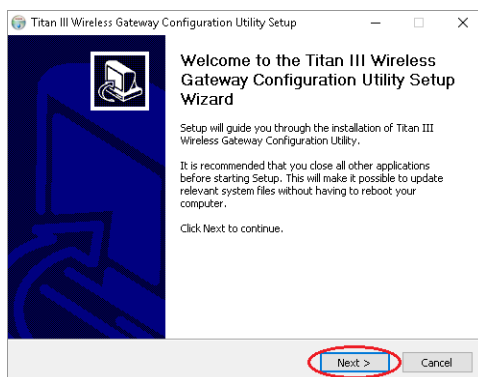 Titan III Wireless Gateway Configuration Utility Setup
Welcome to the Titan III Wireless
Gateway Configuration Utility Setup
Wizard
Setup will guide you through the installation of Titan III
Wireless Gateway Configuration Utility.
It is recommended that you close all other applications
before starting Setup. This will make it possible to update
relevant system files without having to reboot your
computer.
Click Next to continue.
Next > Cancel